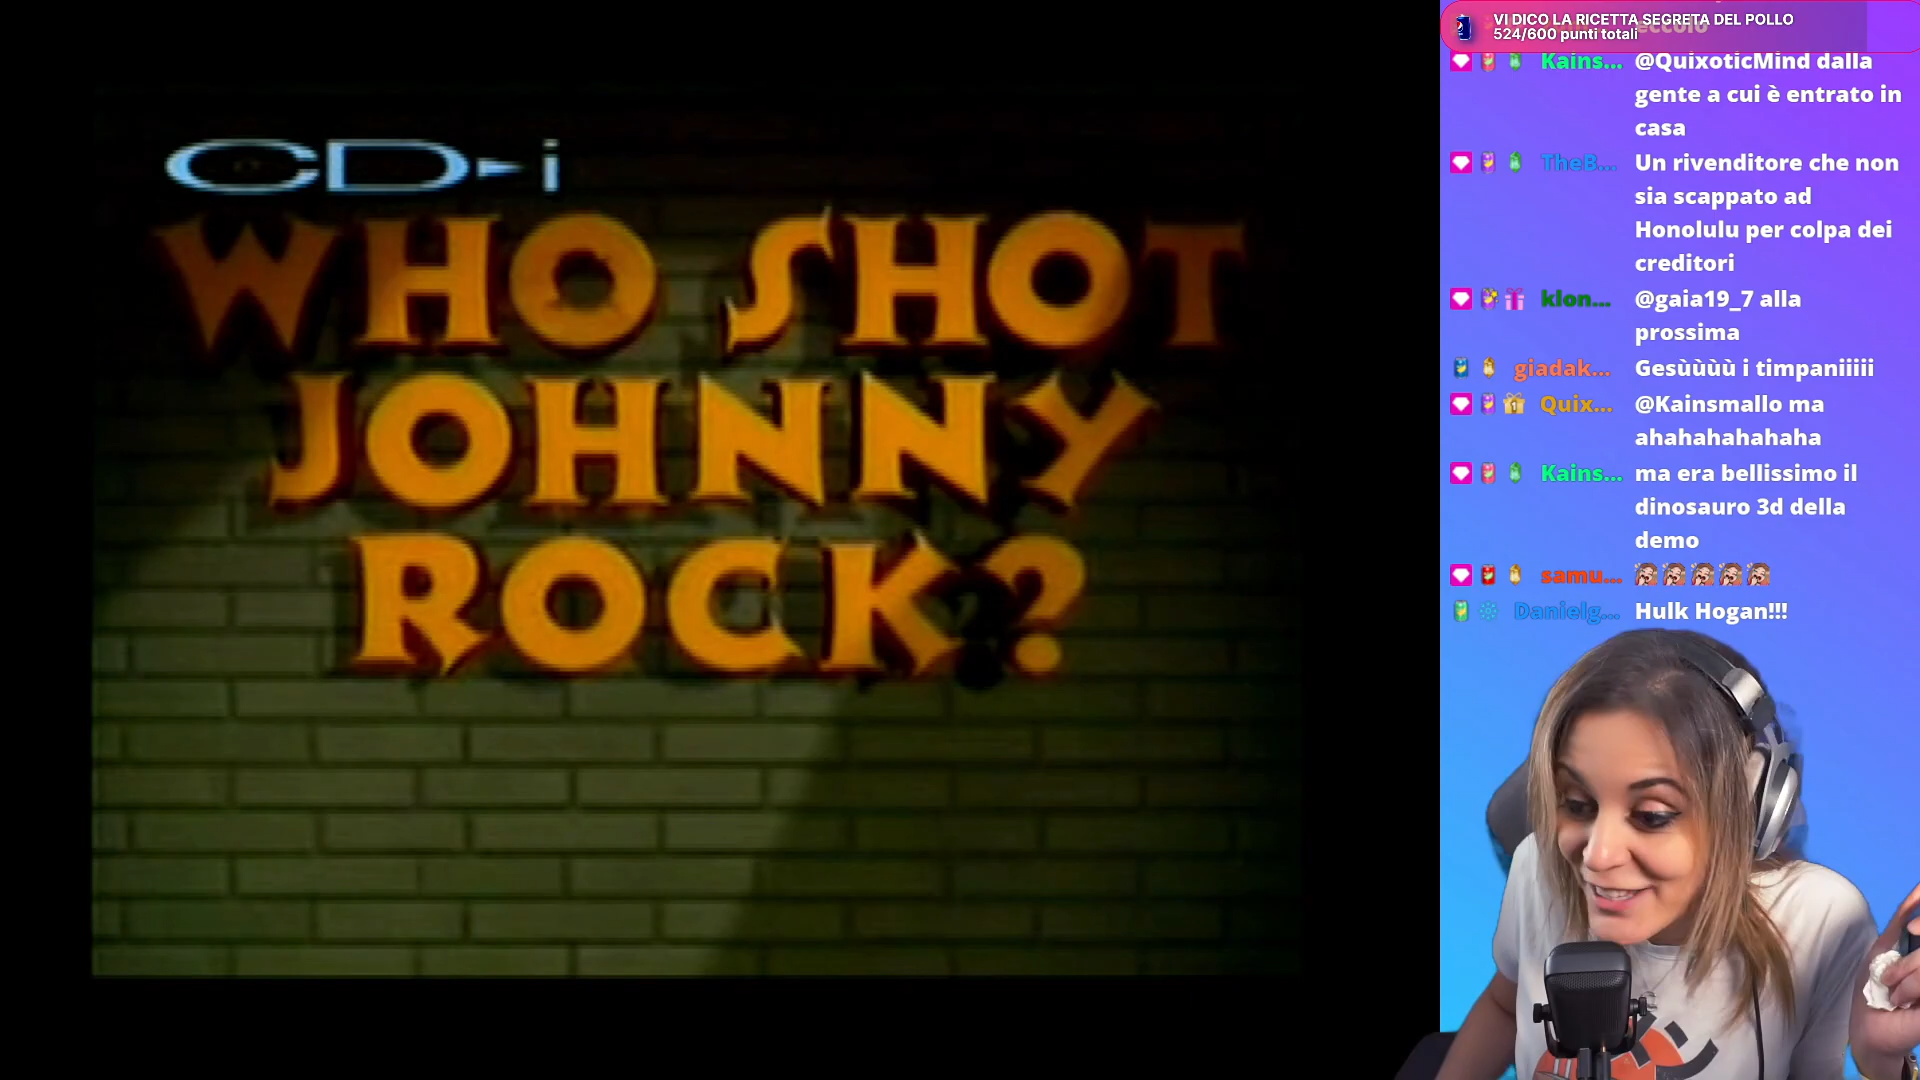 CD-i
WHO SHOT
JOHNNY
ROCK?
VI DICO LA RICETTA SEGRETA DEL POLLO
524/600 punti totali
eccolo
Kains... @QuixoticMind dalla
gente a cui è entrato in
casa
TheB... Un rivenditore che non
sia scappato ad
Honolulu per colpa dei
creditori
klon... @gaia19_7 alla
prossima
giadak... Gesùùùù i timpaniiiii
Quix... @Kainsmallo ma
ahahahahahaha
Kains... ma era bellissimo il
dinosauro 3d della
demo
samu...
Danielg... Hulk Hogan!!!